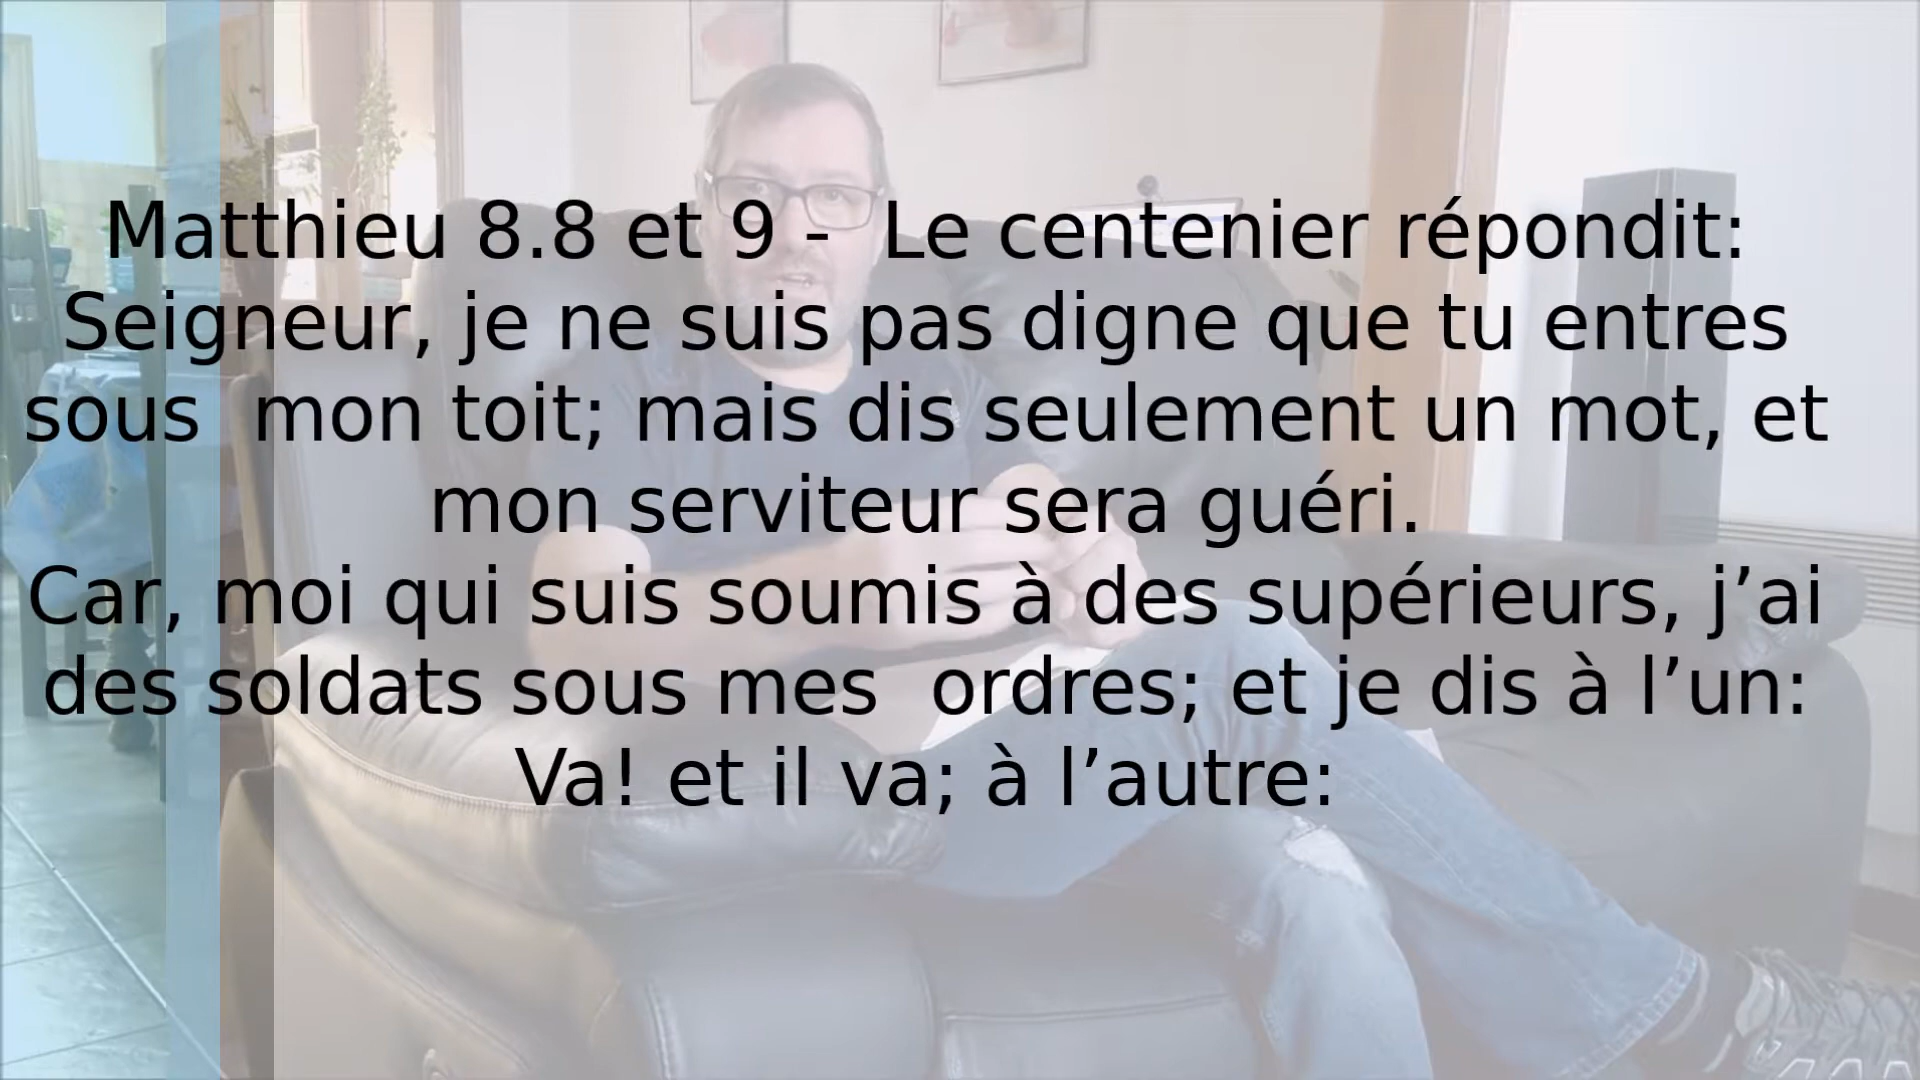 Matthieu 8.8 et 9 -  Le centenier répondit:
Seigneur, je ne suis pas digne que tu entres
sous  mon toit; mais dis seulement un mot, et
mon serviteur sera guéri.
Car, moi qui suis soumis à des supérieurs, j’ai
des soldats sous mes  ordres; et je dis à l’un:
Va! et il va; à l’autre: